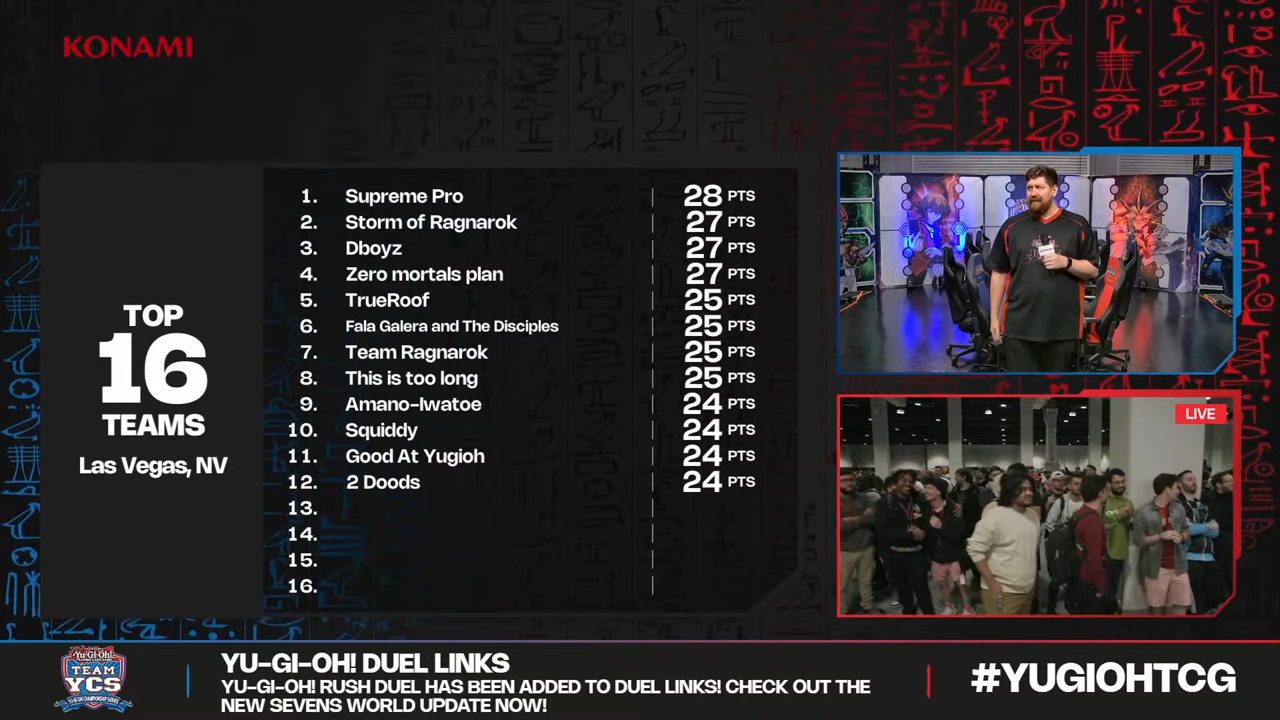 KONAMI
TOP
16
TEAMS
Las Vegas, NV
1. Supreme Pro 28 PTS
2. Storm of Ragnarok 27 PTS
3. Dboyz 27 PTS
4. Zero mortals plan 27 PTS
5. TrueRoof 25 PTS
6. Fala Galera and The Disciples 25 PTS
7. Team Ragnarok 25 PTS
8. This is too long 25 PTS
9. Amano-Iwatoe 24 PTS
10. Squiddy 24 PTS
11. Good At Yugioh 24 PTS
12. 2 Doods 24 PTS
13.
14.
15.
16.
LIVE
Yu-Gi-Oh!
TEAM
YCS
YU-GI-OH! DUEL LINKS
YU-GI-OH! RUSH DUEL HAS BEEN ADDED TO DUEL LINKS! CHECK OUT THE
NEW SEVENS WORLD UPDATE NOW!
#YUGIOHTCG